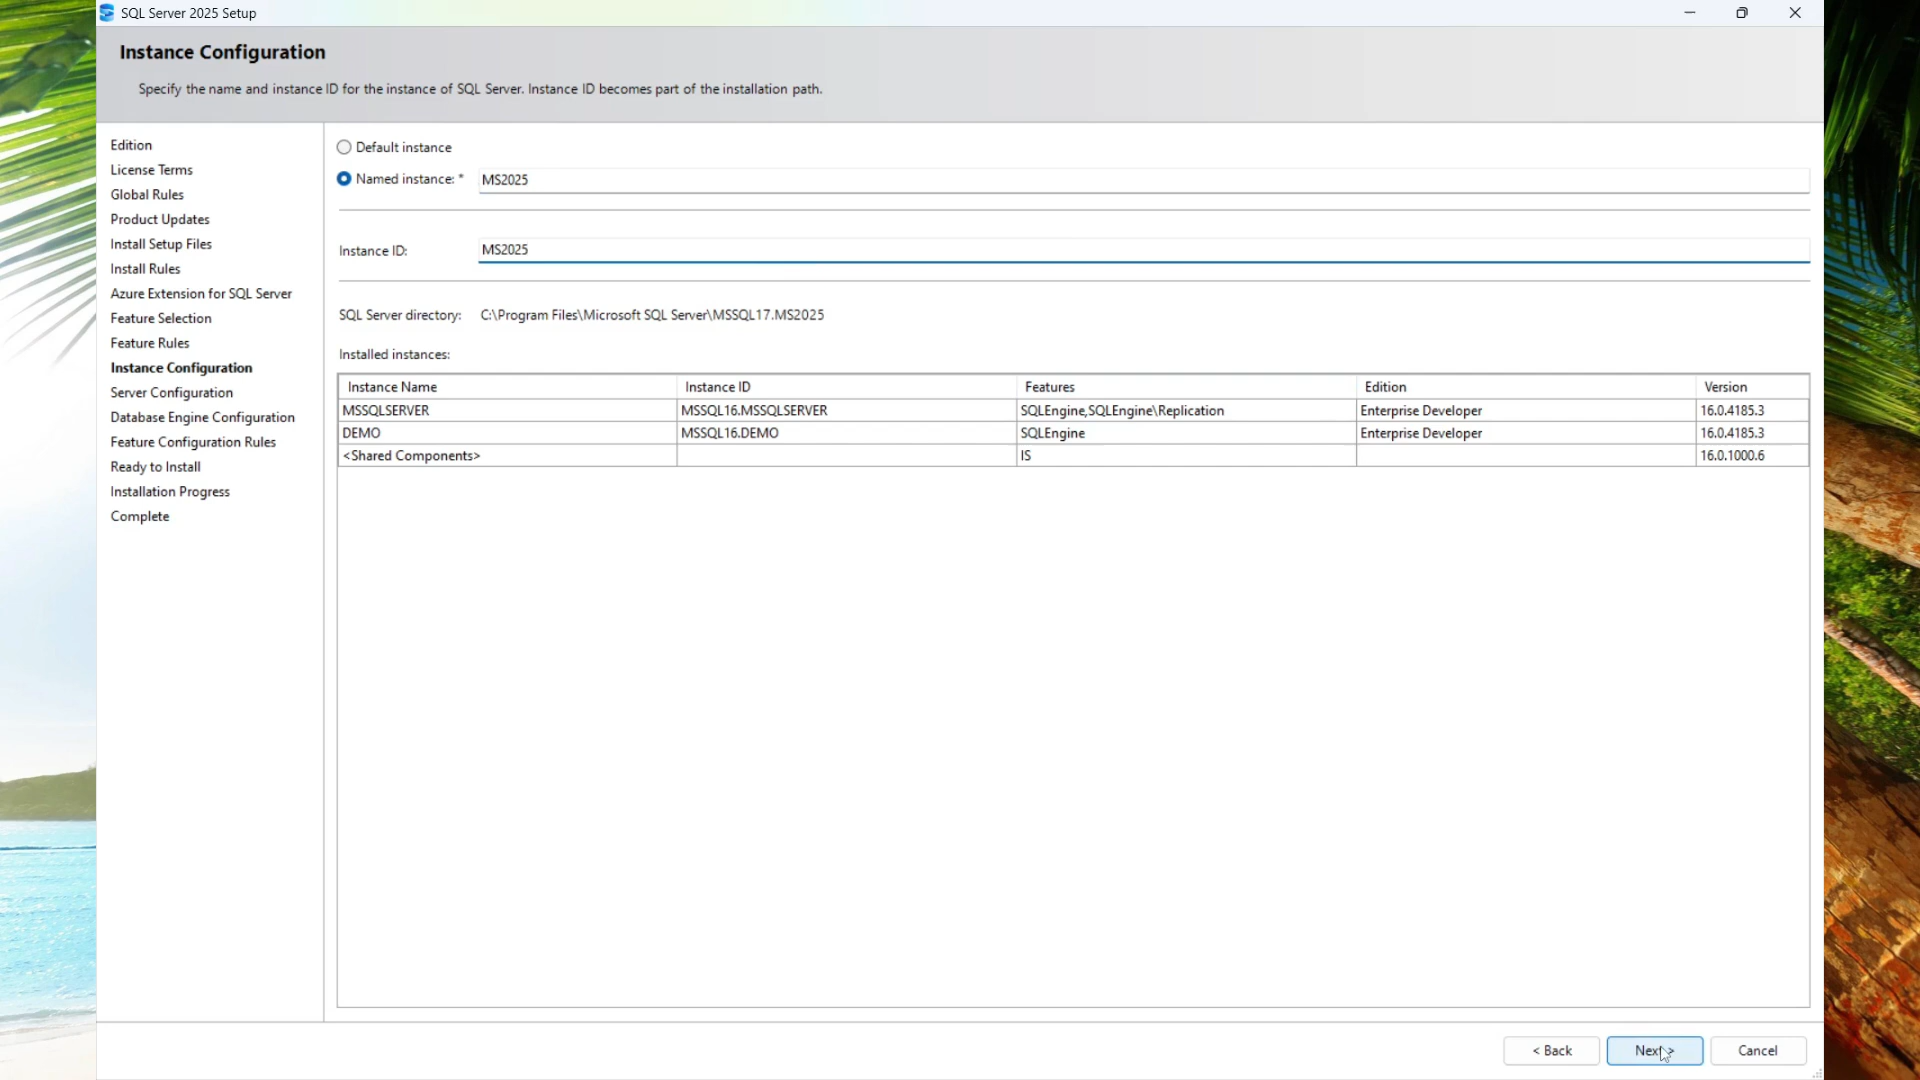 SQL Server 2025 Setup
Instance Configuration
Specify the name and instance ID for the instance of SQL Server. Instance ID becomes part of the installation path.
Edition
License Terms
Global Rules
Product Updates
Install Setup Files
Install Rules
Azure Extension for SQL Server
Feature Selection
Feature Rules
Instance Configuration
Server Configuration
Database Engine Configuration
Feature Configuration Rules
Ready to Install
Installation Progress
Complete
Default instance
Named instance: * MS2025
Instance ID: MS2025
SQL Server directory: C:\Program Files\Microsoft SQL Server\MSSQL17.MS2025
Installed instances:
Instance Name Instance ID Features Edition Version
MSSQLSERVER MSSQL16.MSSQLSERVER SQLEngine,SQLEngine\Replication Enterprise Developer 16.0.4185.3
DEMO MSSQL16.DEMO SQLEngine Enterprise Developer 16.0.4185.3
<Shared Components> IS 16.0.1000.6
< Back Next > Cancel